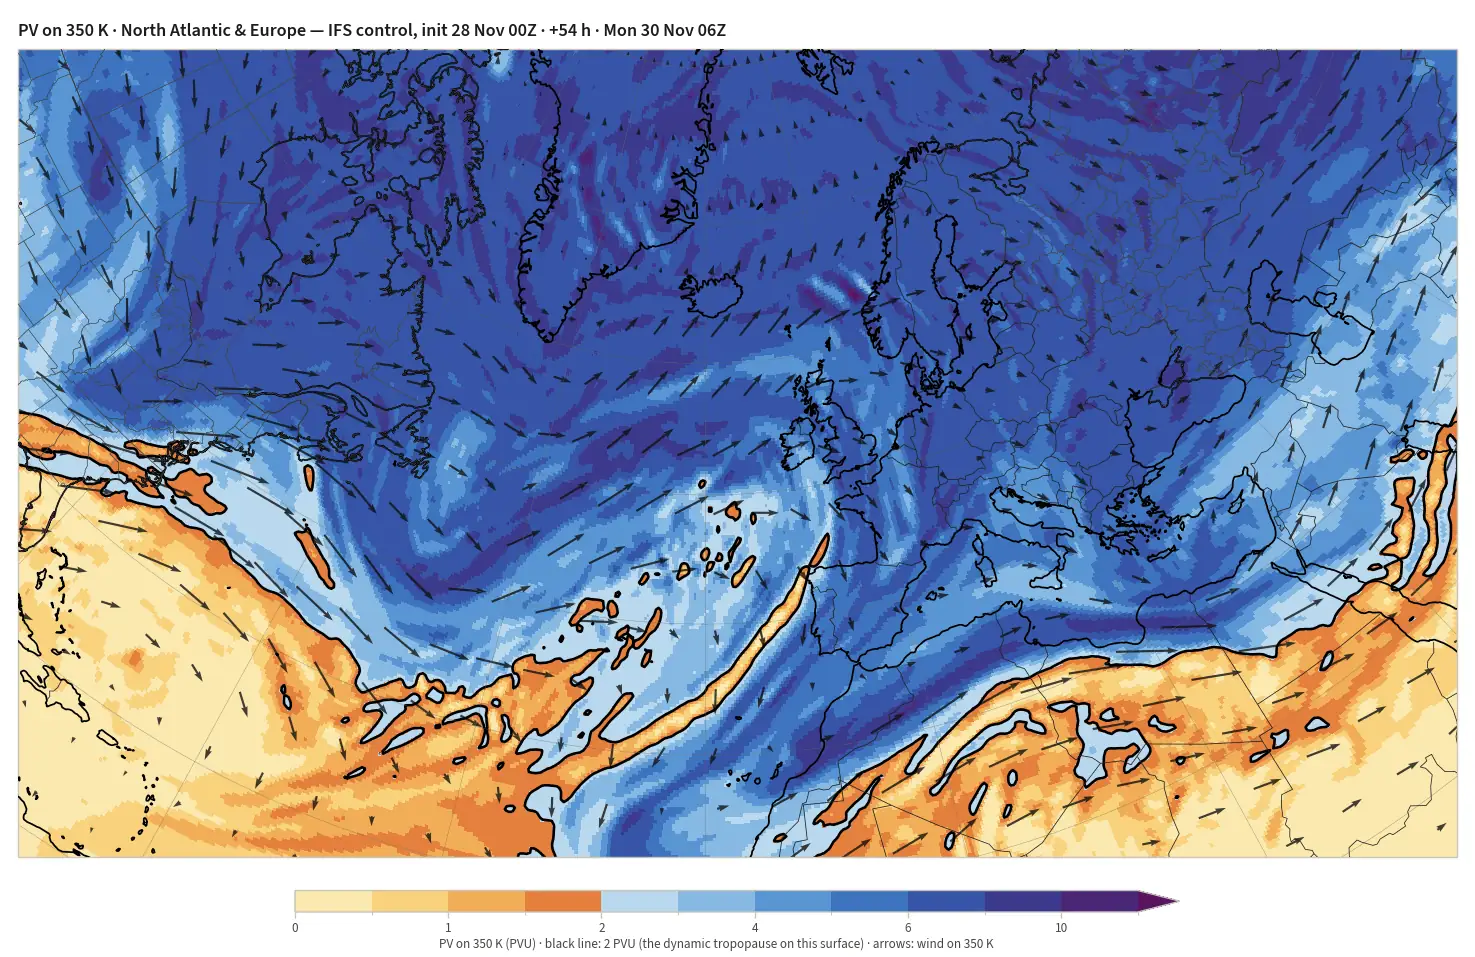 PV on 350 K · North Atlantic & Europe — IFS control, init 28 Nov 00Z · +54 h · Mon 30 Nov 06Z
0 1 2 4 6 10
PV on 350 K (PVU) · black line: 2 PVU (the dynamic tropopause on this surface) · arrows: wind on 350 K